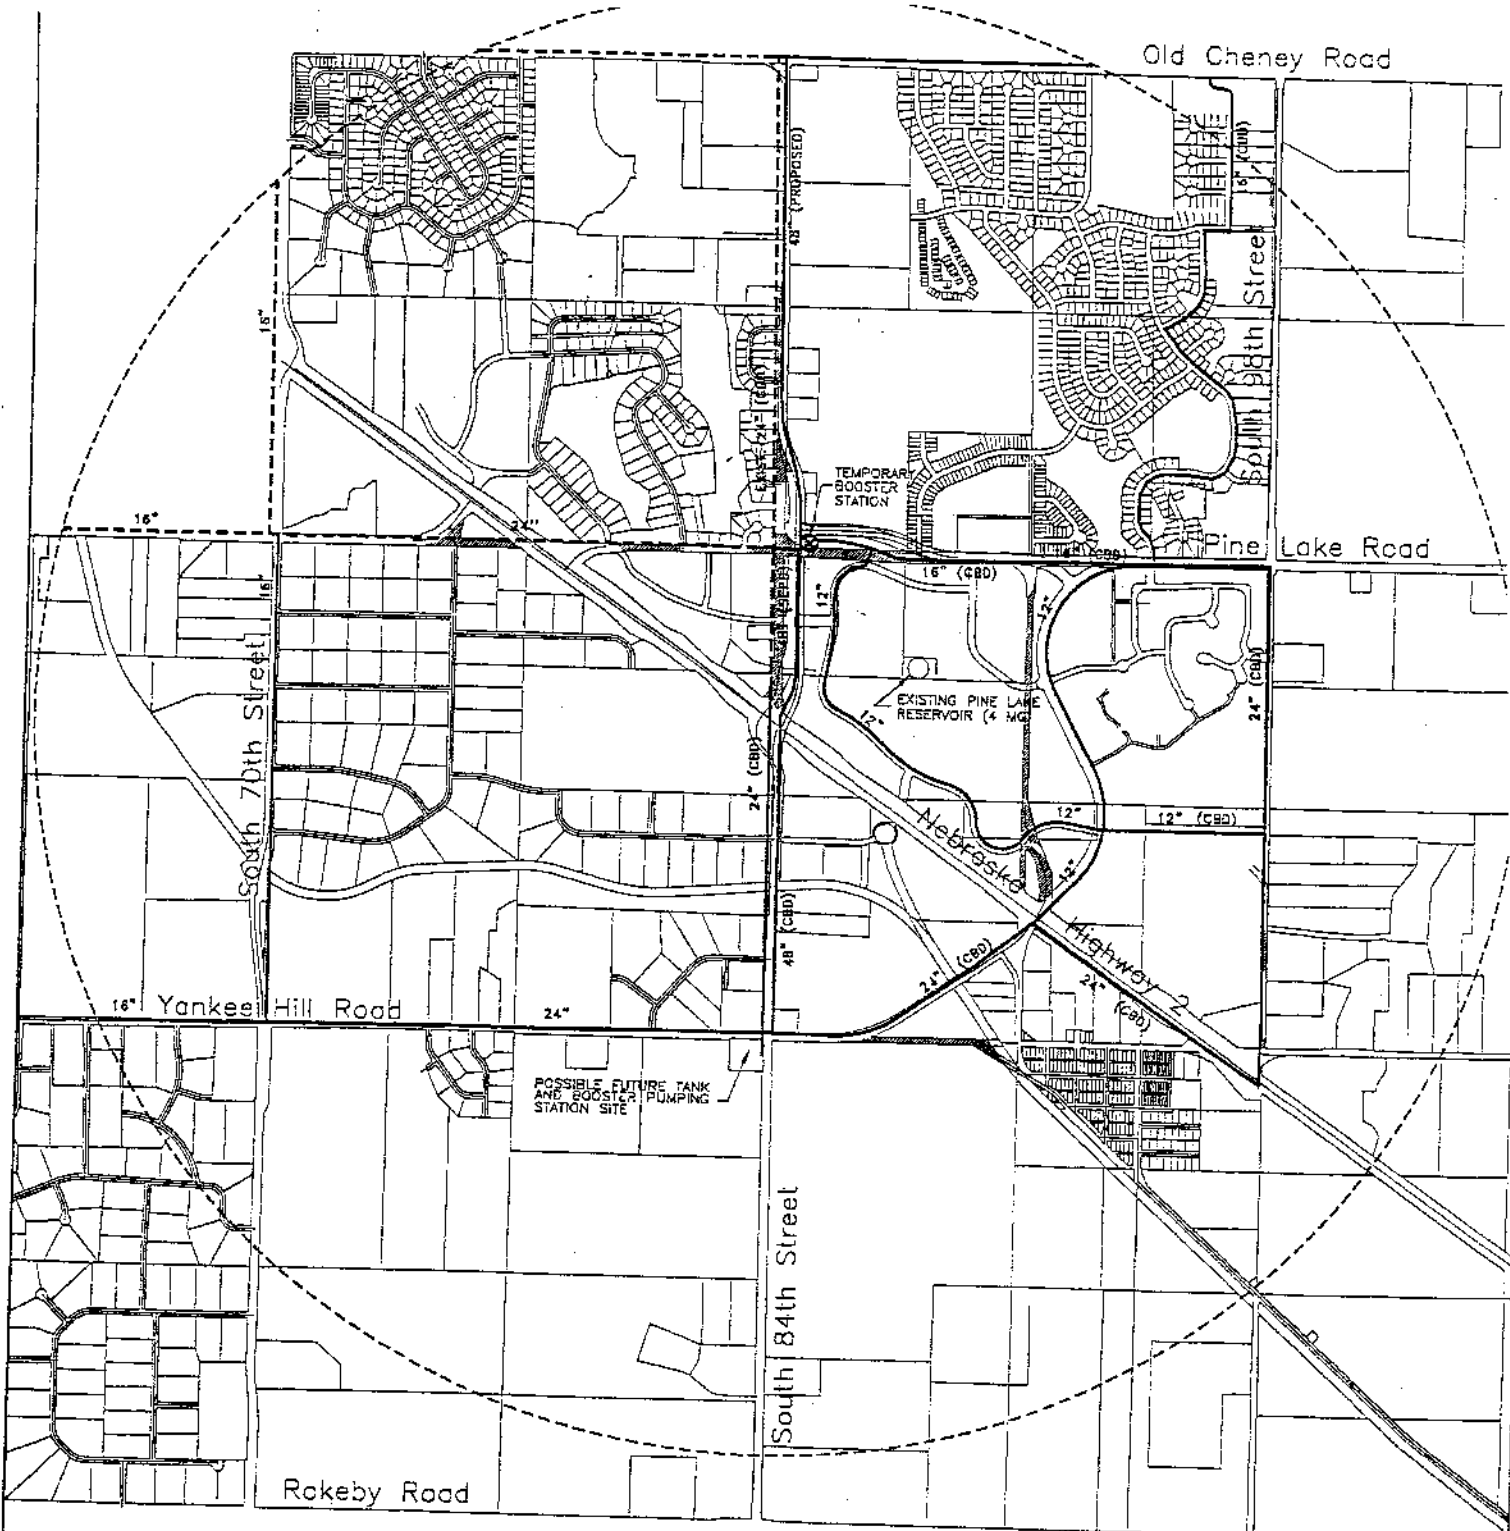 Old Cheney Road
48" (PROPOSED)
16" (CBD)
South 98th Street
16"
EXIST. 24" (CBD)
TEMPORARY
BOOSTER
STATION
16"
24"
Pine Lake Road
16" (CBD)
16"
12"
12"
South 70th Street
EXISTING PINE LAKE
RESERVOIR (4 MG)
12"
24" (CBD)
24" (CBD)
Nebraska
12"
12" (CBD)
12"
48" (CBD)
24" (CBD)
Highway 2
24" (CBD)
16"
Yankee Hill Road
24"
POSSIBLE FUTURE TANK
AND BOOSTER PUMPING
STATION SITE
South 84th Street
Rokeby Road